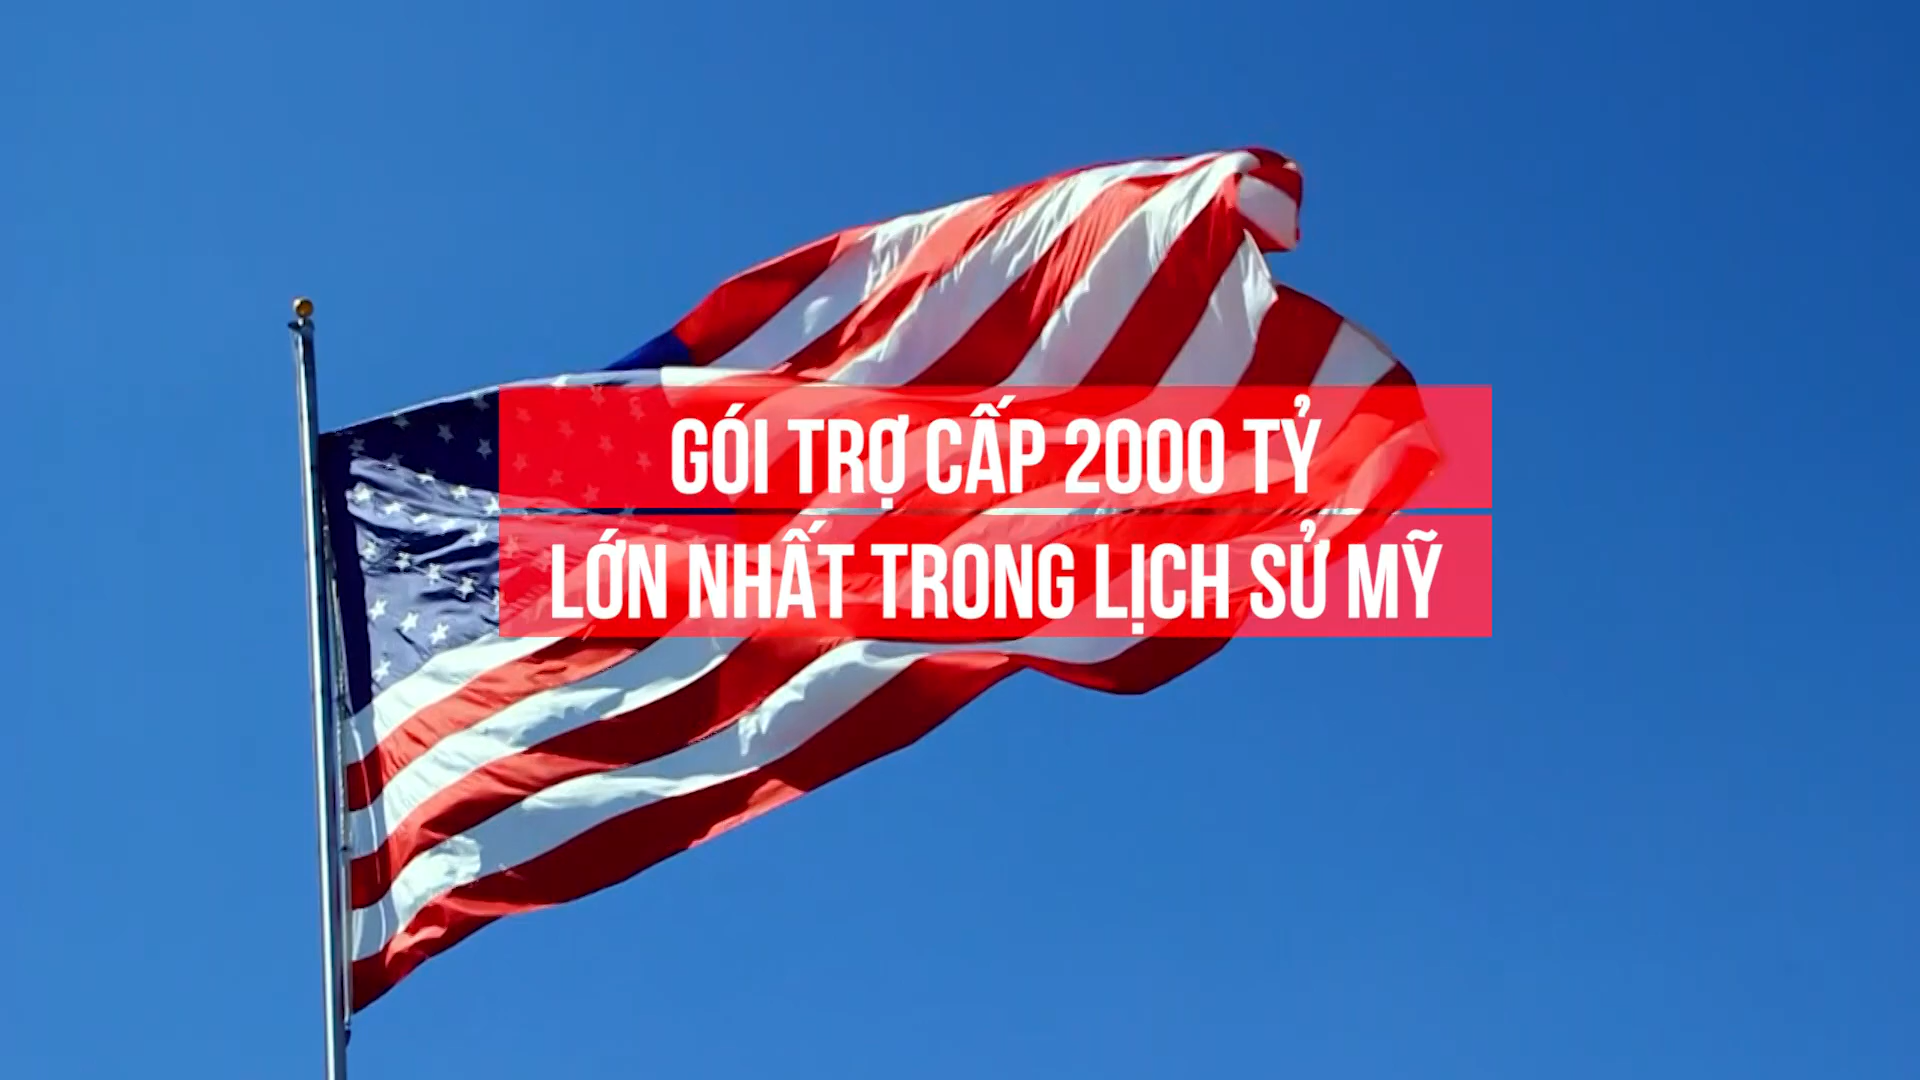 GÓI TRỢ CẤP 2000 TỶ
LỚN NHẤT TRONG LỊCH SỬ MỸ